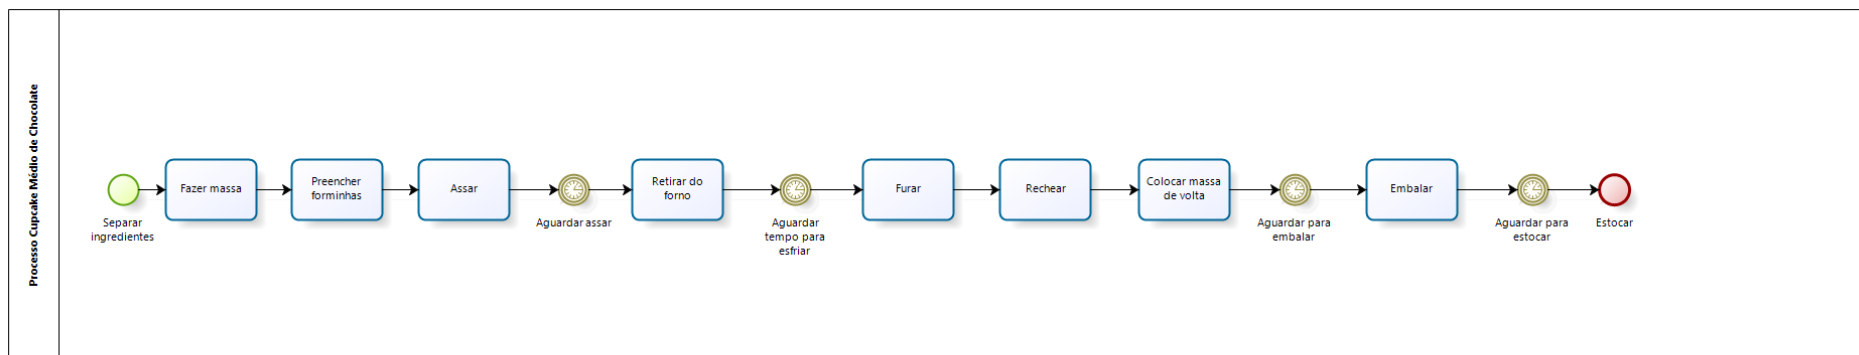 Processo Cupcake Médio de Chocolate
Separar
ingredientes
Fazer massa
Preencher
forminhas
Assar
Aguardar assar
Retirar do
forno
Aguardar
tempo para
esfriar
Furar
Rechear
Colocar massa
de volta
Aguardar para
embalar
Embalar
Aguardar para
estocar
Estocar